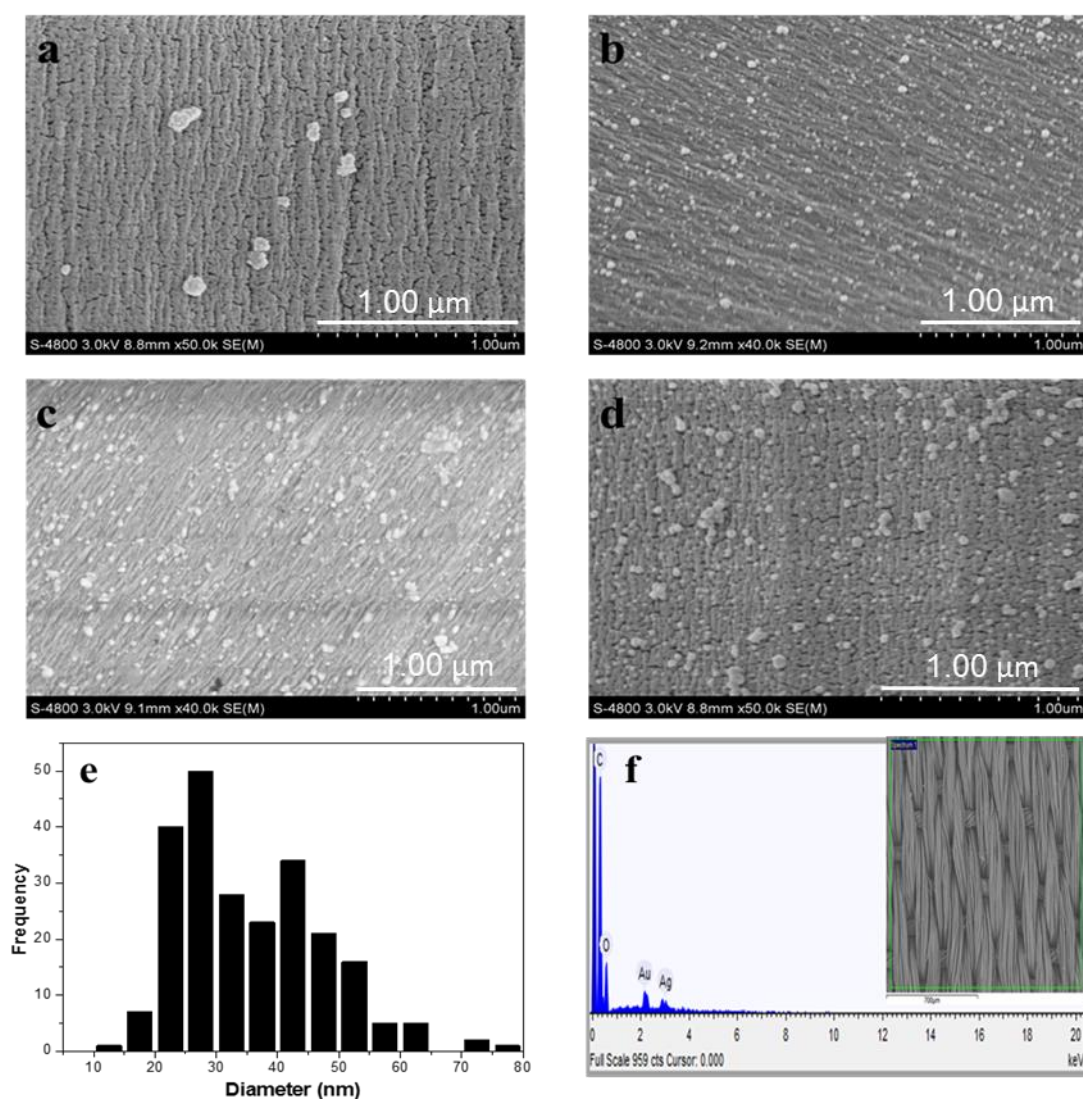 a
1.00 µm
S-4800 3.0kV 8.8mm x50.0k SE(M)
1.00um
b
1.00 µm
S-4800 3.0kV 9.2mm x40.0k SE(M)
1.00um
c
1.00 µm
S-4800 3.0kV 9.1mm x40.0k SE(M)
1.00um
d
1.00 µm
S-4800 3.0kV 8.8mm x50.0k SE(M)
1.00um
e
50
40
30
20
10
0
Frequency
10 20 30 40 50 60 70 80
Diameter (nm)
f
Spectrum 1
C
O
Au
Ag
700µm
0 2 4 6 8 10 12 14 16 18 20
Full Scale 959 cts Cursor: 0.000
keV